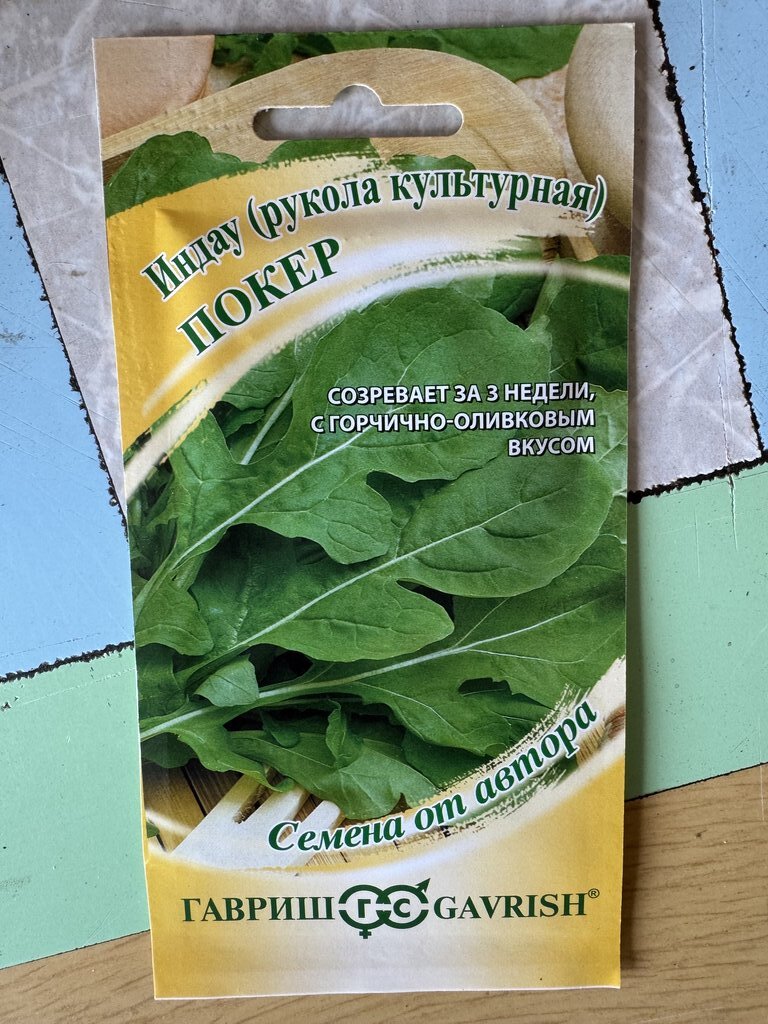 Индау (рукола культурная)
ПОКЕР
СОЗРЕВАЕТ ЗА 3 НЕДЕЛИ,
С ГОРЧИЧНО-ОЛИВКОВЫМ
ВКУСОМ
Семена от автора
ГАВРИШ Г С GAVRISH®